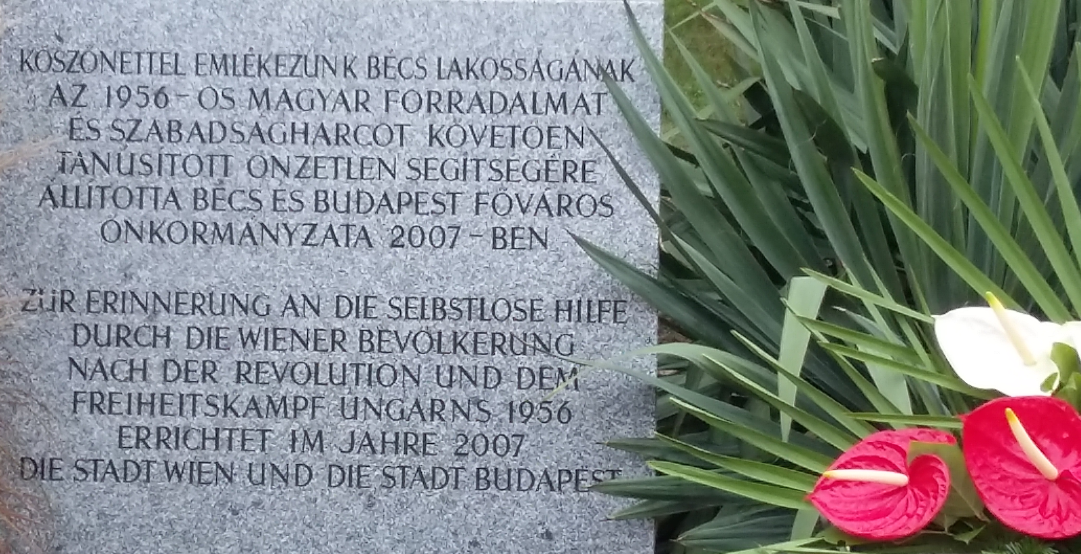 KÖSZÖNETTEL EMLÉKEZÜNK BÉCS LAKOSSÁGÁNAK
AZ 1956-OS MAGYAR FORRADALMAT
ÉS SZABADSÁGHARCOT KÖVETŐEN
TANÚSÍTOTT ÖNZETLEN SEGÍTSÉGÉRE
ÁLLÍTOTTA BÉCS ÉS BUDAPEST FŐVÁROS
ÖNKORMÁNYZATA 2007-BEN
ZUR ERINNERUNG AN DIE SELBSTLOSE HILFE
DURCH DIE WIENER BEVÖLKERUNG
NACH DER REVOLUTION UND DEM
FREIHEITSKAMPF UNGARNS 1956
ERRICHTET IM JAHRE 2007
DIE STADT WIEN UND DIE STADT BUDAPEST